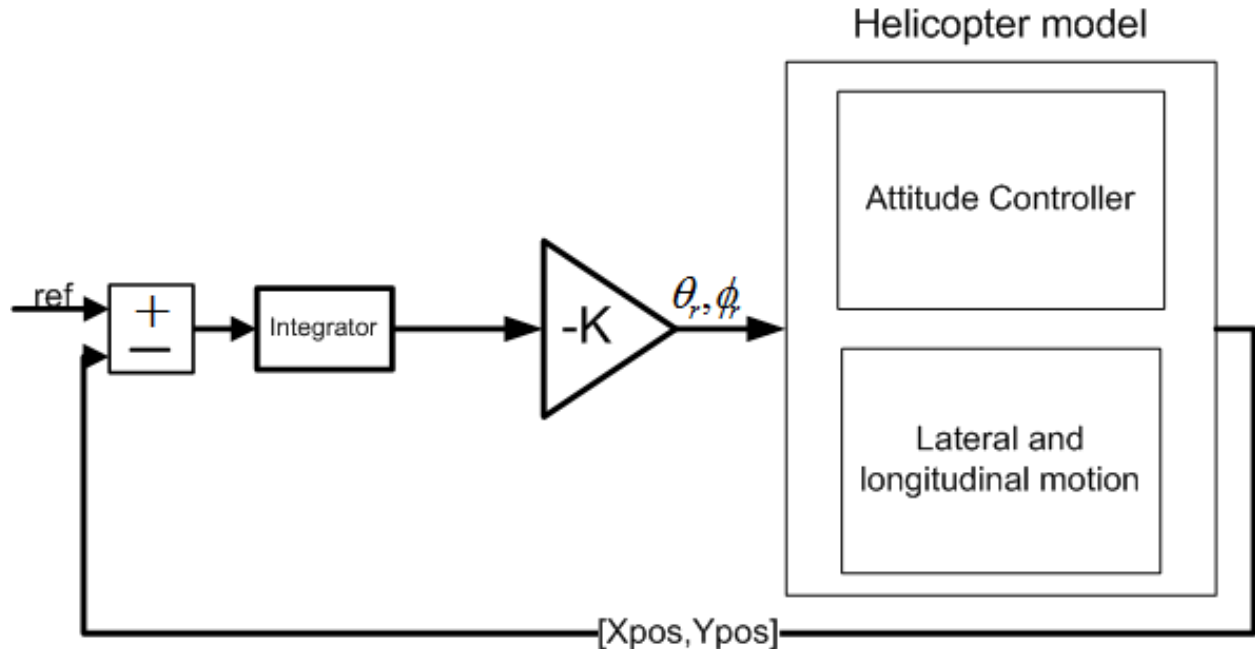 Helicopter model
Attitude Controller
ref
+
−
Integrator
-K
θr,ϕr
Lateral and
longitudinal motion
[Xpos,Ypos]